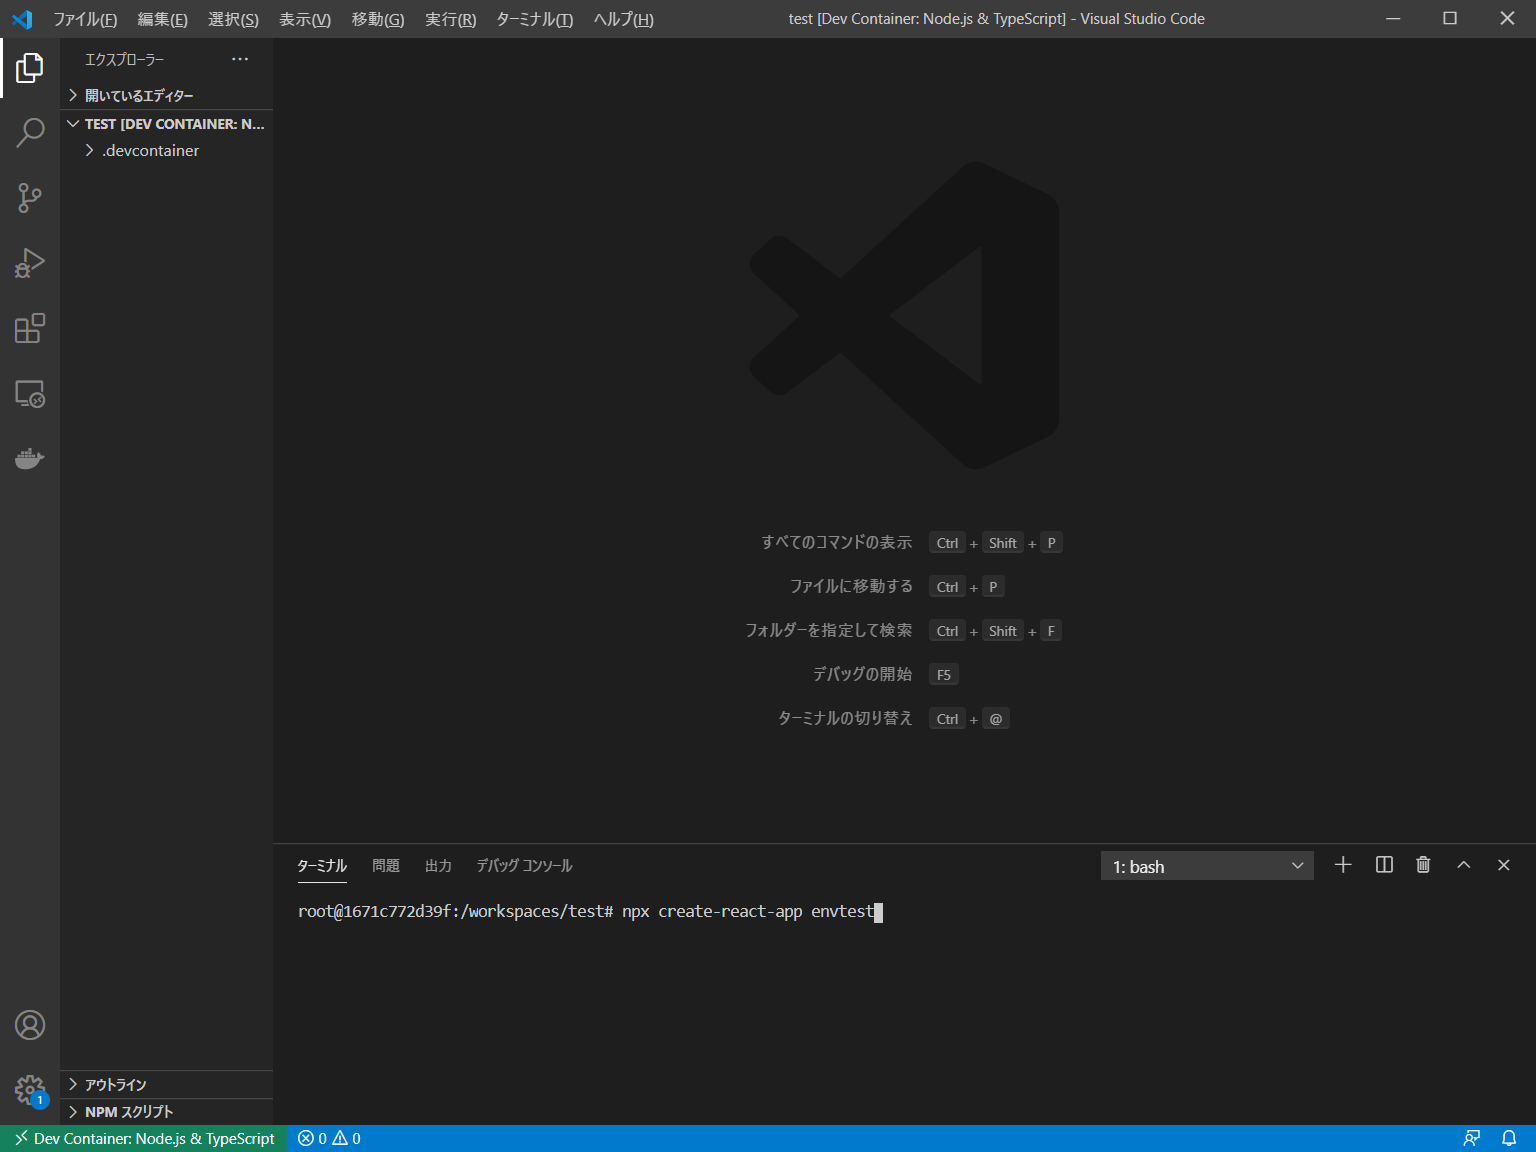 ファイル(F) 編集(E) 選択(S) 表示(V) 移動(G) 実行(R) ターミナル(T) ヘルプ(H) test [Dev Container: Node.js & TypeScript] - Visual Studio Code
エクスプローラー
開いているエディター
TEST [DEV CONTAINER: N...
.devcontainer
すべてのコマンドの表示 Ctrl + Shift + P
ファイルに移動する Ctrl + P
フォルダーを指定して検索 Ctrl + Shift + F
デバッグの開始 F5
ターミナルの切り替え Ctrl + @
ターミナル 問題 出力 デバッグ コンソール 1: bash
root@1671c772d39f:/workspaces/test# npx create-react-app envtest
アウトライン
NPM スクリプト
1
Dev Container: Node.js & TypeScript 0 0